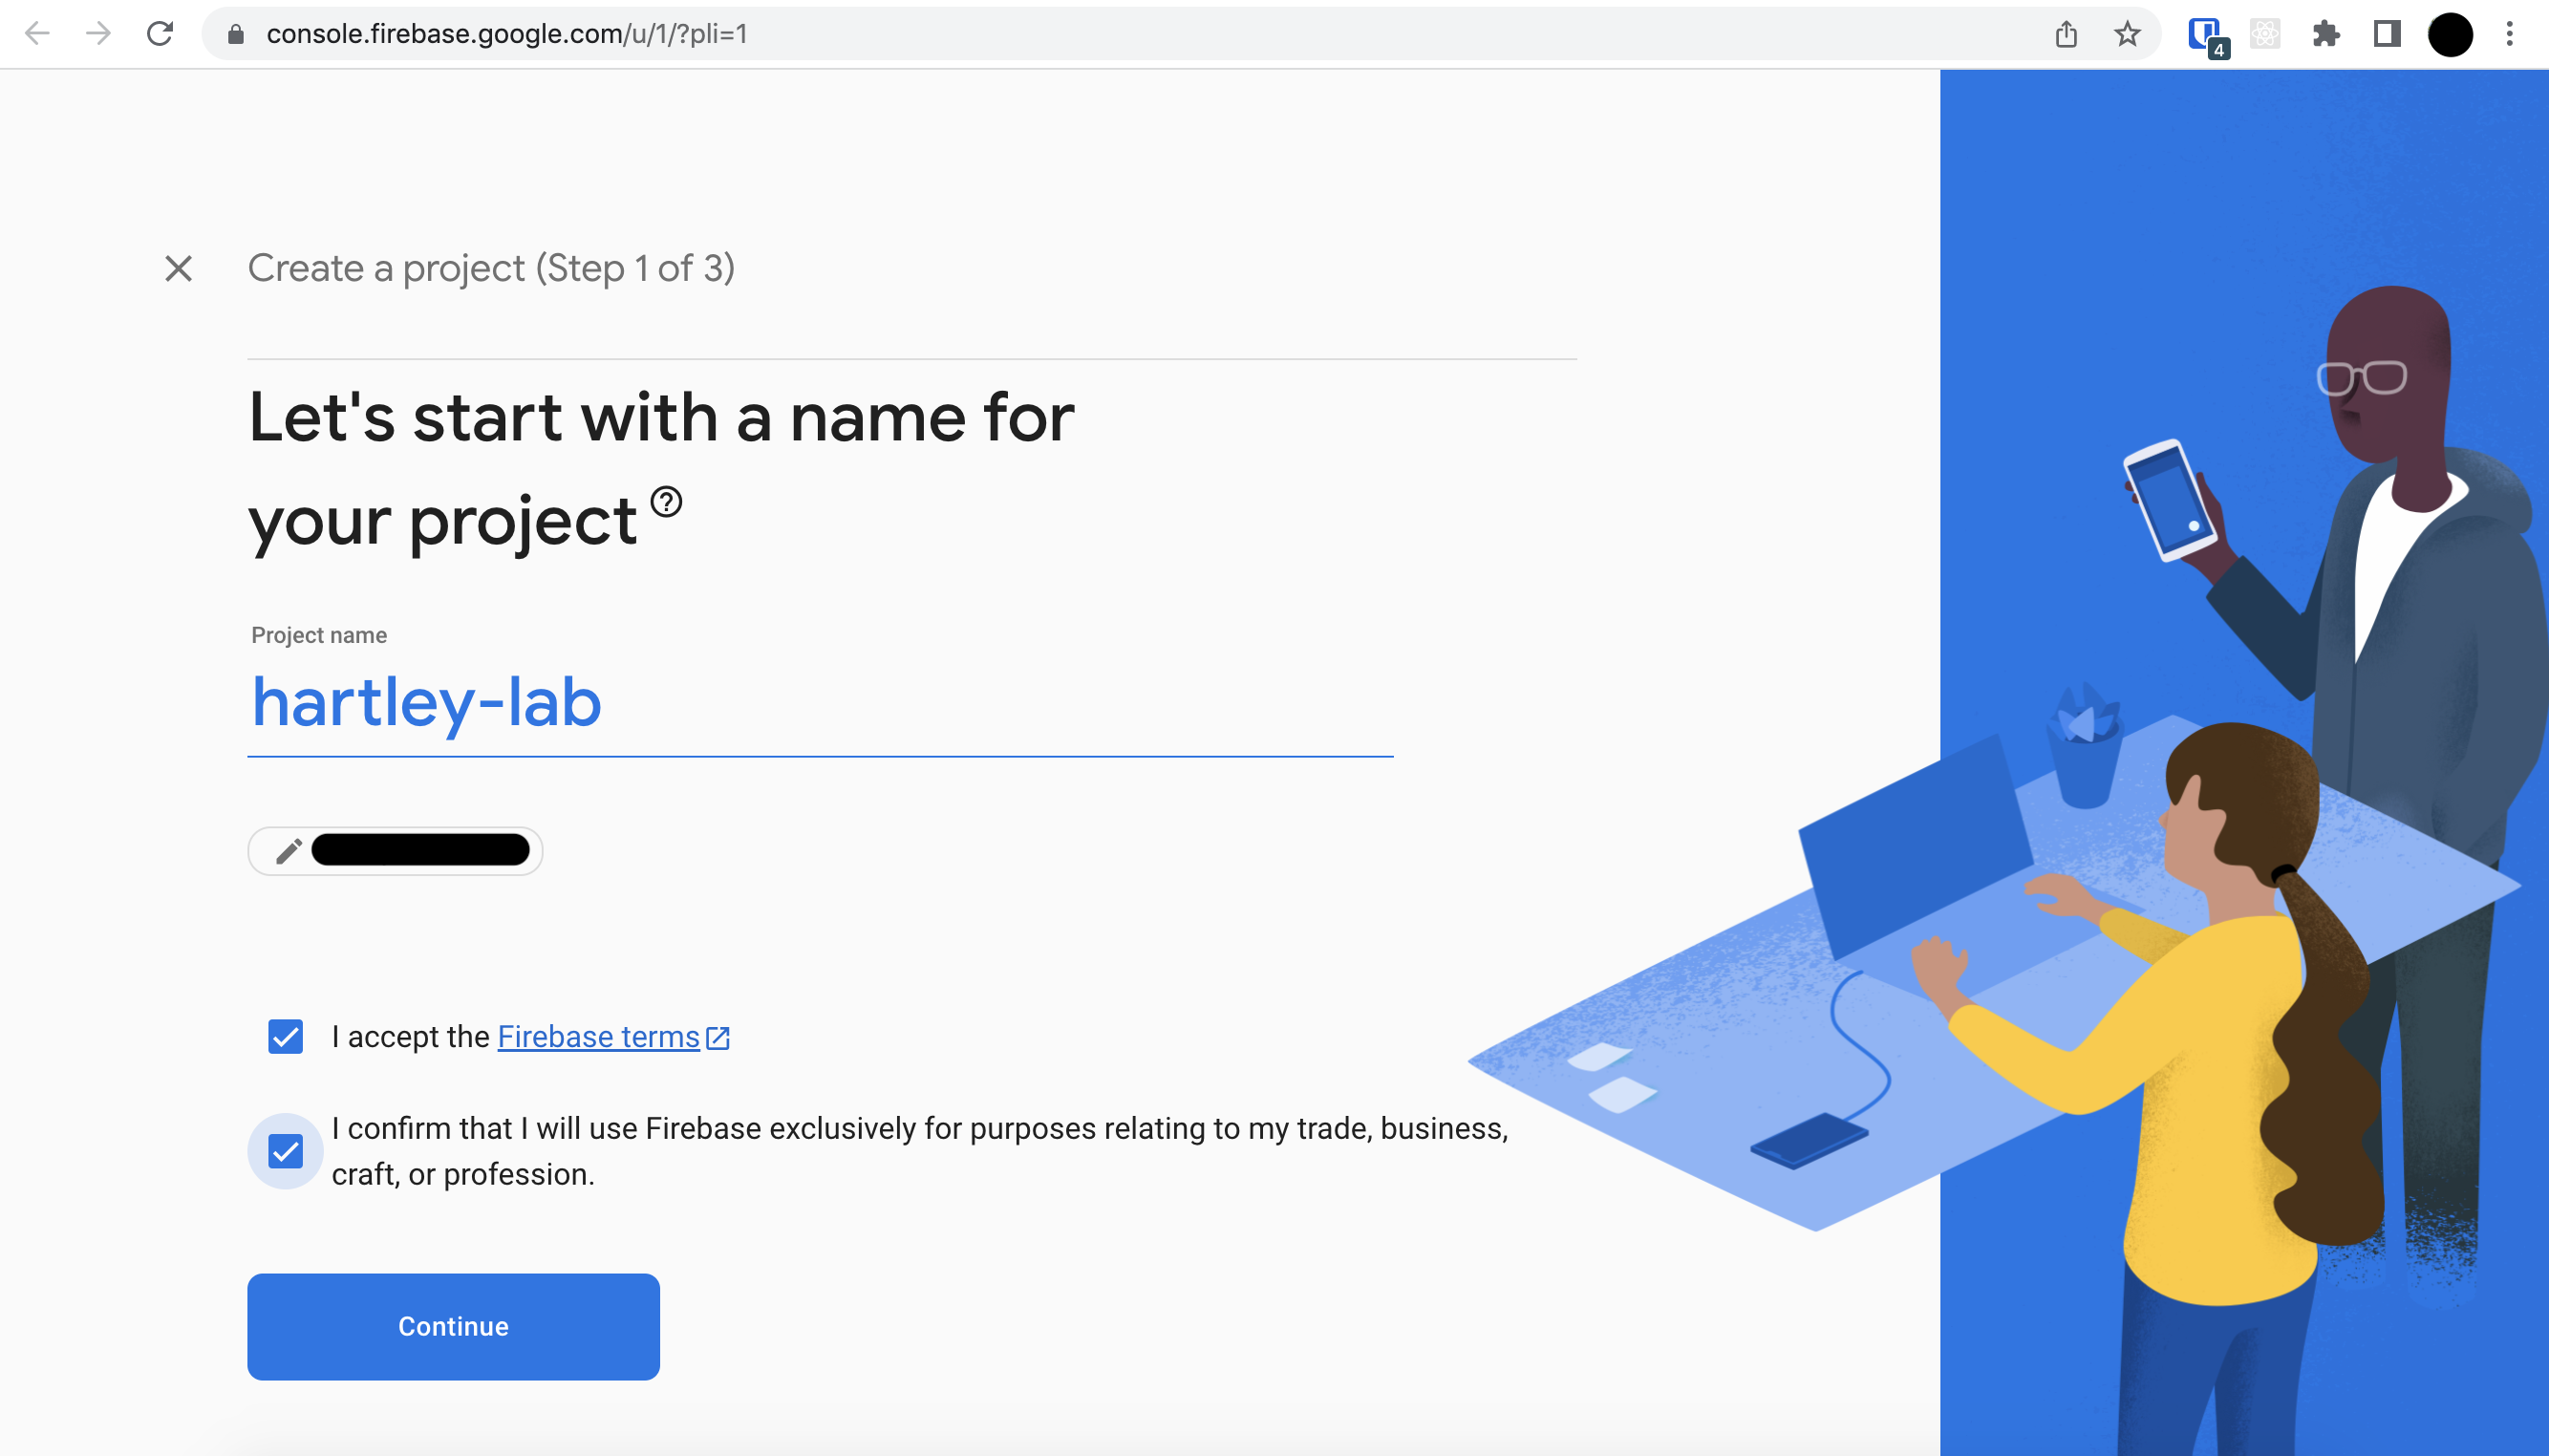 console.firebase.google.com/u/1/?pli=1
4
Create a project (Step 1 of 3)
Let's start with a name for
your project
Project name
hartley-lab
I accept the Firebase terms
I confirm that I will use Firebase exclusively for purposes relating to my trade, business,
craft, or profession.
Continue